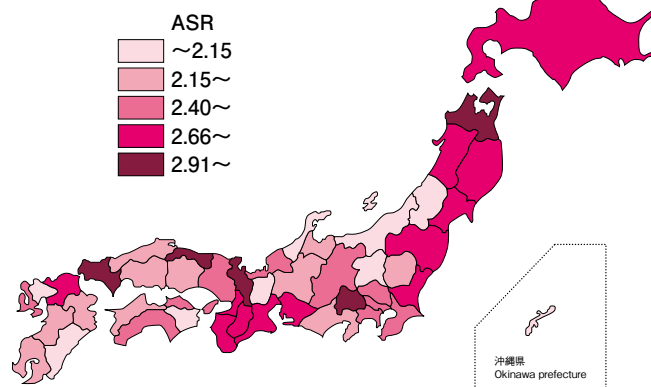 ASR
～2.15
2.15～
2.40～
2.66～
2.91～
沖縄県
Okinawa prefecture